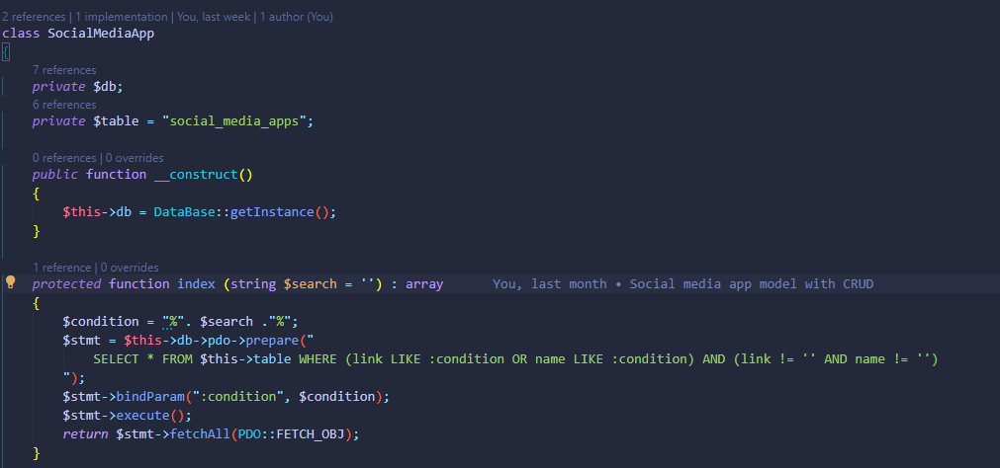 2 references | 1 implementation | You, last week | 1 author (You)
class SocialMediaApp
{
7 references
private $db;
6 references
private $table = "social_media_apps";
0 references | 0 overrides
public function __construct()
{
$this->db = DataBase::getInstance();
}
1 reference | 0 overrides
protected function index (string $search = '') : array You, last month • Social media app model with CRUD
{
$condition = "%". $search ."%";
$stmt = $this->db->pdo->prepare("
SELECT * FROM $this->table WHERE (link LIKE :condition OR name LIKE :condition) AND (link != '' AND name != '')
");
$stmt->bindParam(":condition", $condition);
$stmt->execute();
return $stmt->fetchAll(PDO::FETCH_OBJ);
}